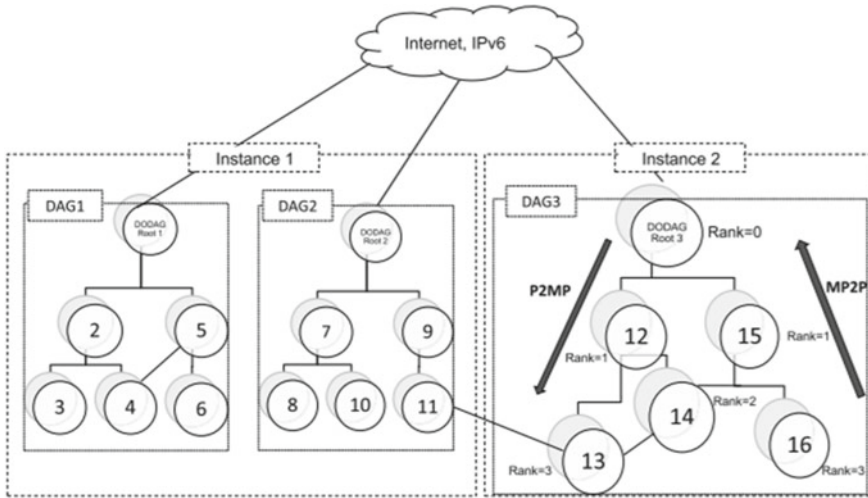 Internet, IPv6
Instance 1
Instance 2
DAG1
DAG2
DAG3
DODAG
Root 1
DODAG
Root 2
DODAG
Root 3
Rank=0
P2MP
MP2P
2
5
7
9
12
15
Rank=1
Rank=1
3
4
6
8
10
11
14
Rank=2
13
16
Rank=3
Rank=3